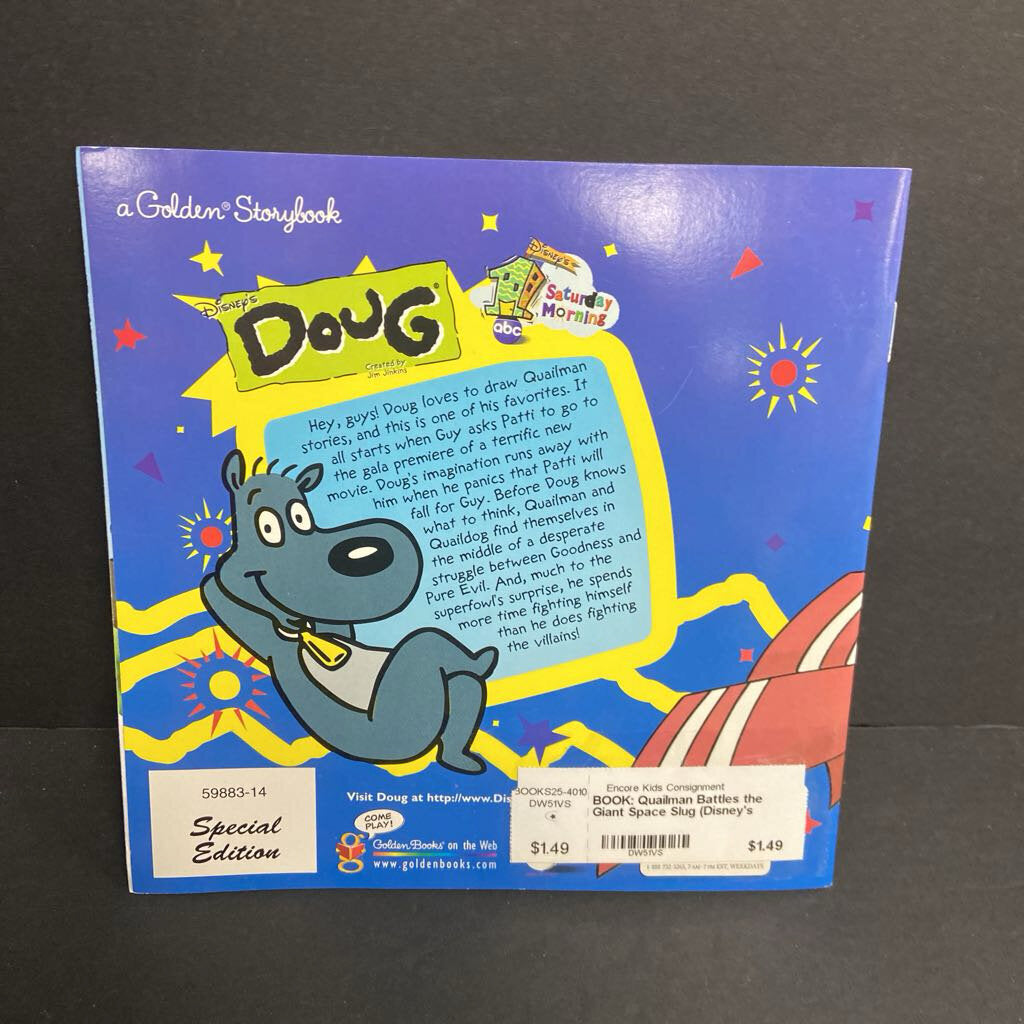 a Golden® Storybook
Disney's
Doug®
Created by
Jim Jinkins
Disney's
1
Saturday
Morning
abc
Hey, guys! Doug loves to draw Quailman
stories, and this is one of his favorites. It
all starts when Guy asks Patti to go to
the gala premiere of a terrific new
movie. Doug's imagination runs away with
him when he panics that Patti will
fall for Guy. Before Doug knows
what to think, Quailman and
Quaildog find themselves in
the middle of a desperate
struggle between Goodness and
Pure Evil. And, much to the
superfowl's surprise, he spends
more time fighting himself
than he does fighting
the villains!
59883-14
Special
Edition
Visit Doug at http://www.Dis
COME
PLAY!
Golden Books® on the Web
www.goldenbooks.com
BOOKS25-4010
DW51VS
$1.49
Encore Kids Consignment
BOOK: Quailman Battles the
Giant Space Slug (Disney's
DW51VS
$1.49